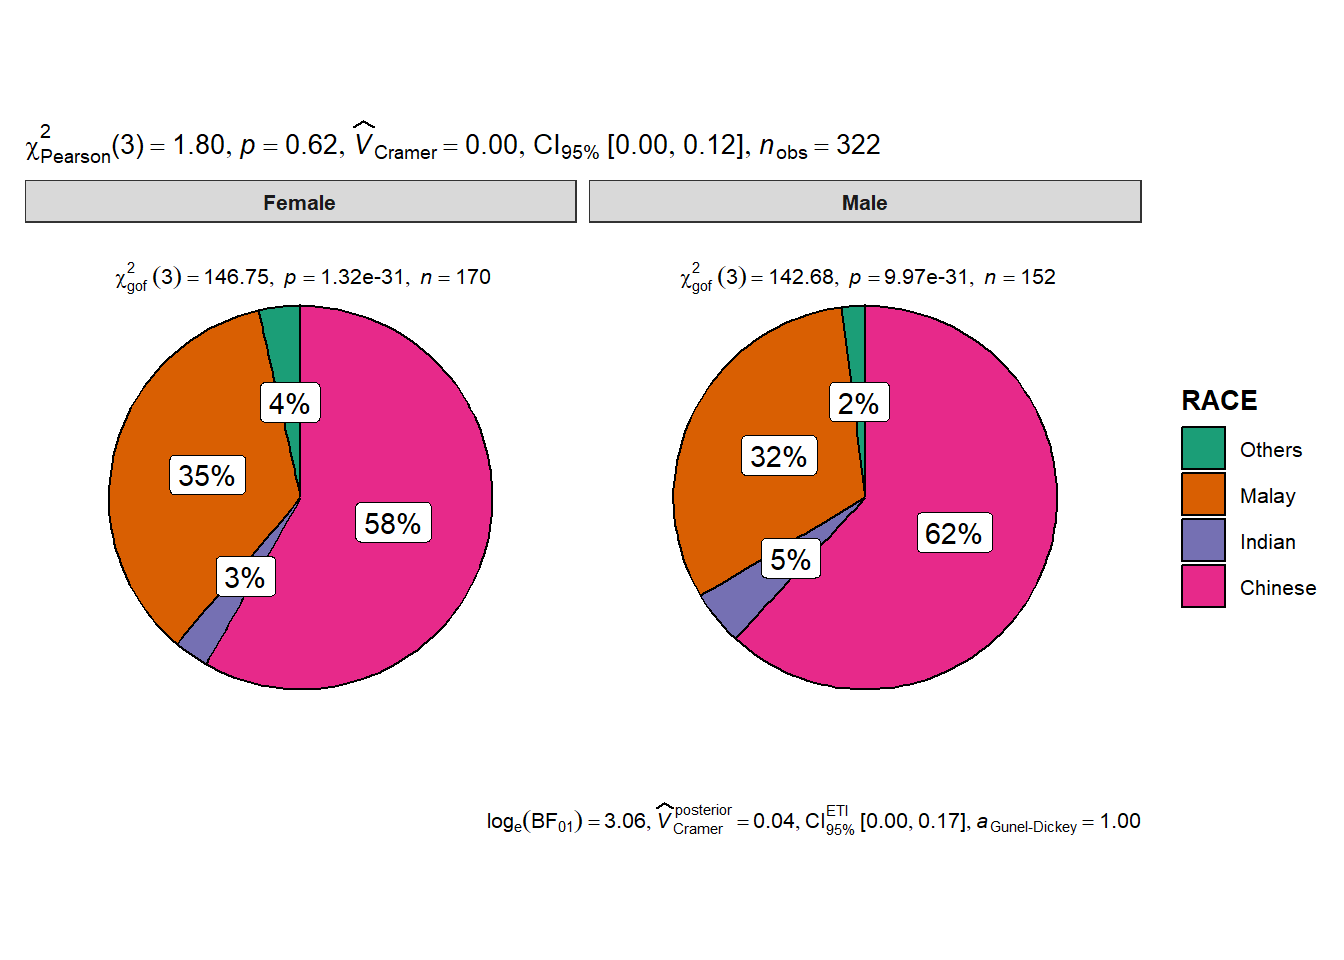 χ²Pearson(3) = 1.80, p = 0.62, V̂Cramer = 0.00, CI95% [0.00, 0.12], nobs = 322
Female
Male
χ²gof (3) = 146.75, p = 1.32e-31, n = 170
χ²gof (3) = 142.68, p = 9.97e-31, n = 152
4%
35%
58%
3%
2%
32%
62%
5%
RACE
Others
Malay
Indian
Chinese
loge(BF01) = 3.06, V̂posterior Cramer = 0.04, CIETI 95% [0.00, 0.17], aGunel-Dickey = 1.00